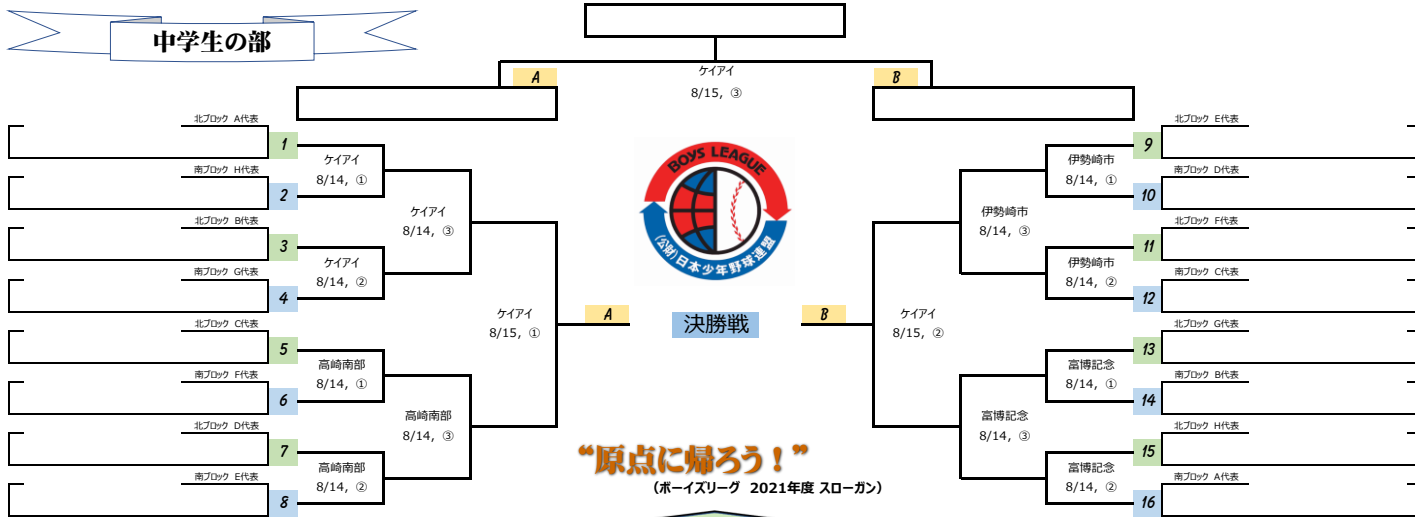 中学生の部
A
ケイアイ
8/15, ③
B
北ブロック A代表
1
ケイアイ
8/14, ①
南ブロック H代表
2
ケイアイ
8/14, ③
北ブロック B代表
3
ケイアイ
8/14, ②
南ブロック G代表
4
ケイアイ
8/15, ①
北ブロック C代表
5
高崎南部
8/14, ①
南ブロック F代表
6
高崎南部
8/14, ③
北ブロック D代表
7
高崎南部
8/14, ②
南ブロック E代表
8
BOYS LEAGUE
(公財)日本少年野球連盟
A
決勝戦
B
北ブロック E代表
9
伊勢崎市
8/14, ①
南ブロック D代表
10
伊勢崎市
8/14, ③
北ブロック F代表
11
伊勢崎市
8/14, ②
南ブロック C代表
12
ケイアイ
8/15, ②
北ブロック G代表
13
富博記念
8/14, ①
南ブロック B代表
14
富博記念
8/14, ③
北ブロック H代表
15
富博記念
8/14, ②
南ブロック A代表
16
“原点に帰ろう！”
（ボーイズリーグ 2021年度 スローガン）